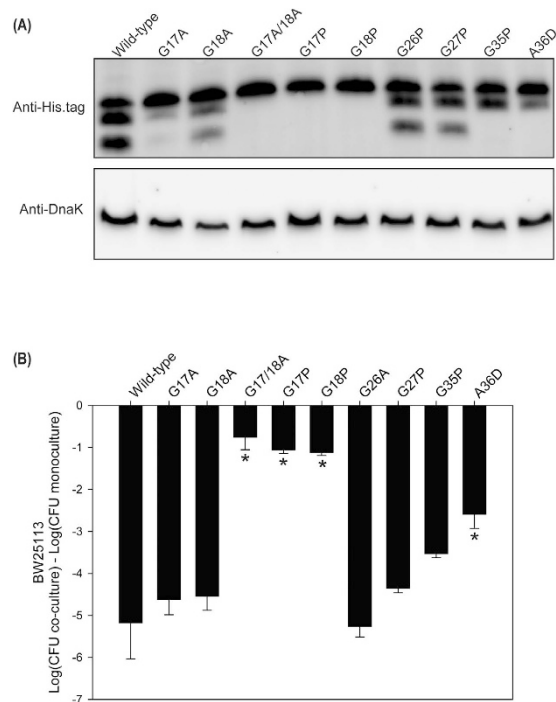 (A)
Wild-type
G17A
G18A
G17A/18A
G17P
G18P
G26P
G27P
G35P
A36D
Anti-His.tag
Anti-DnaK
(B)
Wild-type
G17A
G18A
G17/18A
G17P
G18P
G26A
G27P
G35P
A36D
0
-1
-2
-3
-4
-5
-6
-7
BW25113
Log(CFU co-culture) - Log(CFU monoculture)
*
*
*
*